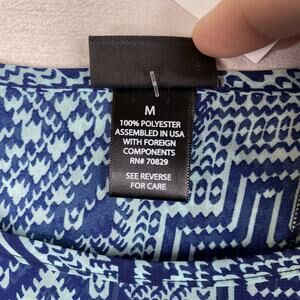 M
100% POLYESTER
ASSEMBLED IN USA
WITH FOREIGN
COMPONENTS
RN# 70829
SEE REVERSE
FOR CARE